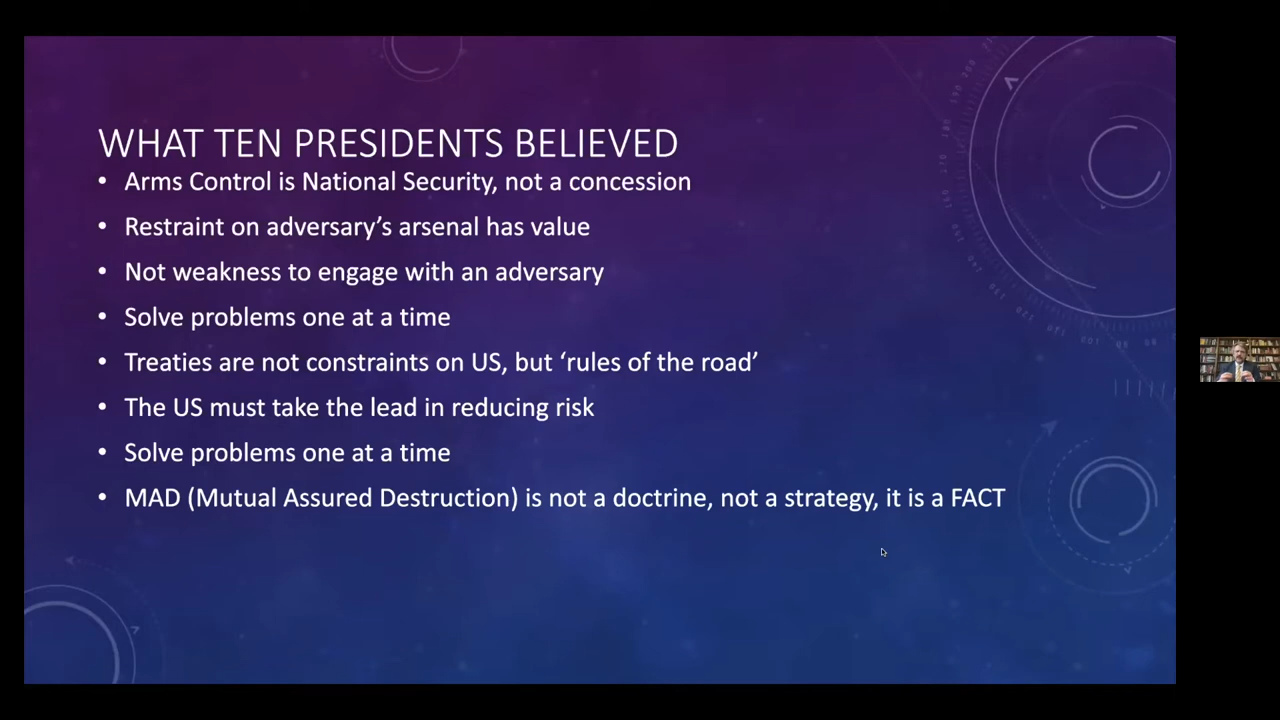 WHAT TEN PRESIDENTS BELIEVED
• Arms Control is National Security, not a concession
• Restraint on adversary’s arsenal has value
• Not weakness to engage with an adversary
• Solve problems one at a time
• Treaties are not constraints on US, but ‘rules of the road’
• The US must take the lead in reducing risk
• Solve problems one at a time
• MAD (Mutual Assured Destruction) is not a doctrine, not a strategy, it is a FACT